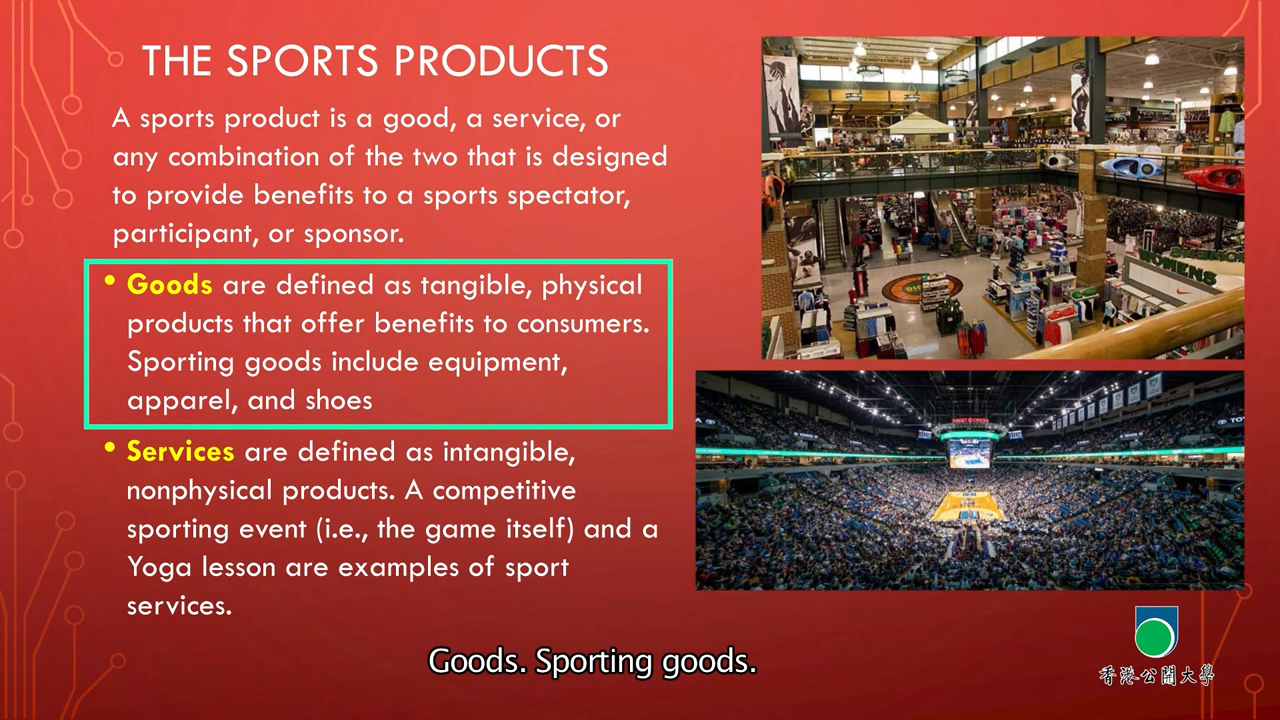 THE SPORTS PRODUCTS
A sports product is a good, a service, or
any combination of the two that is designed
to provide benefits to a sports spectator,
participant, or sponsor.
• Goods are defined as tangible, physical
products that offer benefits to consumers.
Sporting goods include equipment,
apparel, and shoes
• Services are defined as intangible,
nonphysical products. A competitive
sporting event (i.e., the game itself) and a
Yoga lesson are examples of sport
services.
WOMENS
Goods. Sporting goods.
香港公開大學